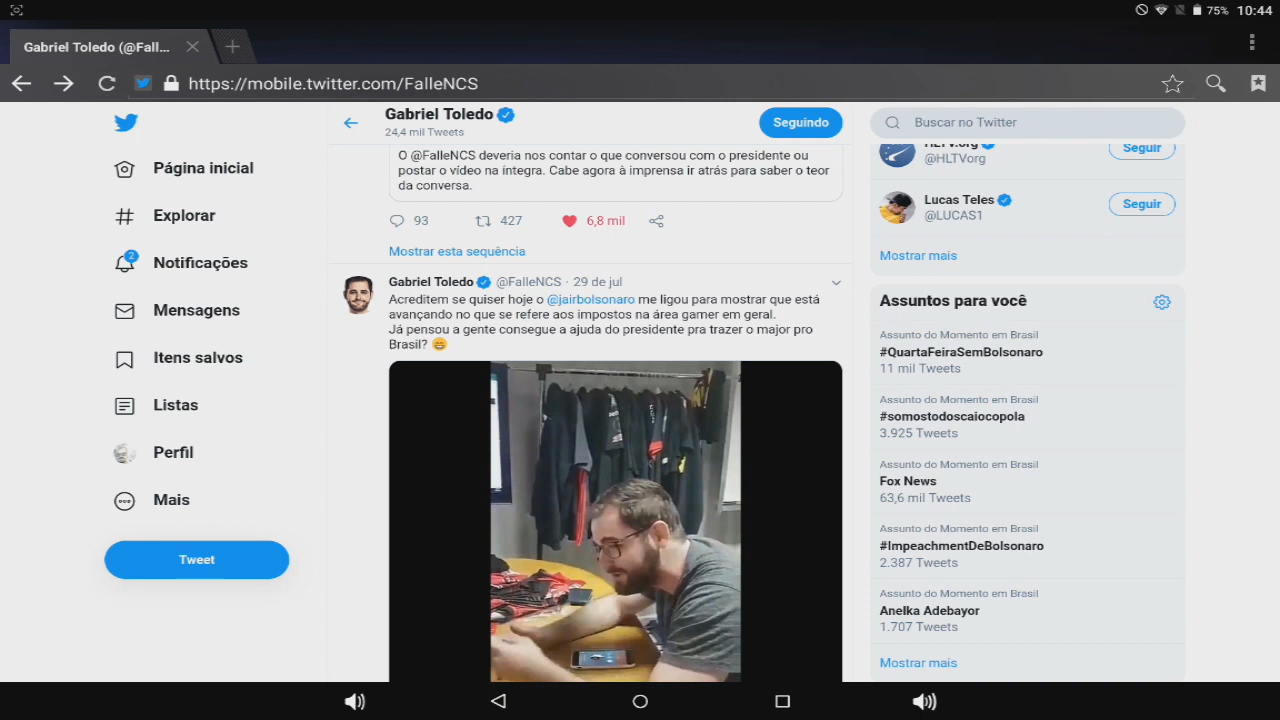 75% 10:44
Gabriel Toledo (@Fall...
https://mobile.twitter.com/FalleNCS
Página inicial
Explorar
2
Notificações
Mensagens
Itens salvos
Listas
Perfil
Mais
Tweet
Gabriel Toledo
24,4 mil Tweets
Seguindo
O @FalleNCS deveria nos contar o que conversou com o presidente ou
postar o vídeo na íntegra. Cabe agora à imprensa ir atrás para saber o teor
da conversa.
93 427 6,8 mil
Mostrar esta sequência
Gabriel Toledo @FalleNCS · 29 de jul
Acreditem se quiser hoje o @jairbolsonaro me ligou para mostrar que está
avançando no que se refere aos impostos na área gamer em geral.
Já pensou a gente consegue a ajuda do presidente pra trazer o major pro
Brasil?
Buscar no Twitter
HLTV.org
@HLTVorg
Seguir
Lucas Teles
@LUCAS1
Seguir
Mostrar mais
Assuntos para você
Assunto do Momento em Brasil
#QuartaFeiraSemBolsonaro
11 mil Tweets
Assunto do Momento em Brasil
#somostodoscaiocopola
3.925 Tweets
Assunto do Momento em Brasil
Fox News
63,6 mil Tweets
Assunto do Momento em Brasil
#ImpeachmentDeBolsonaro
2.387 Tweets
Assunto do Momento em Brasil
Anelka Adebayor
1.707 Tweets
Mostrar mais